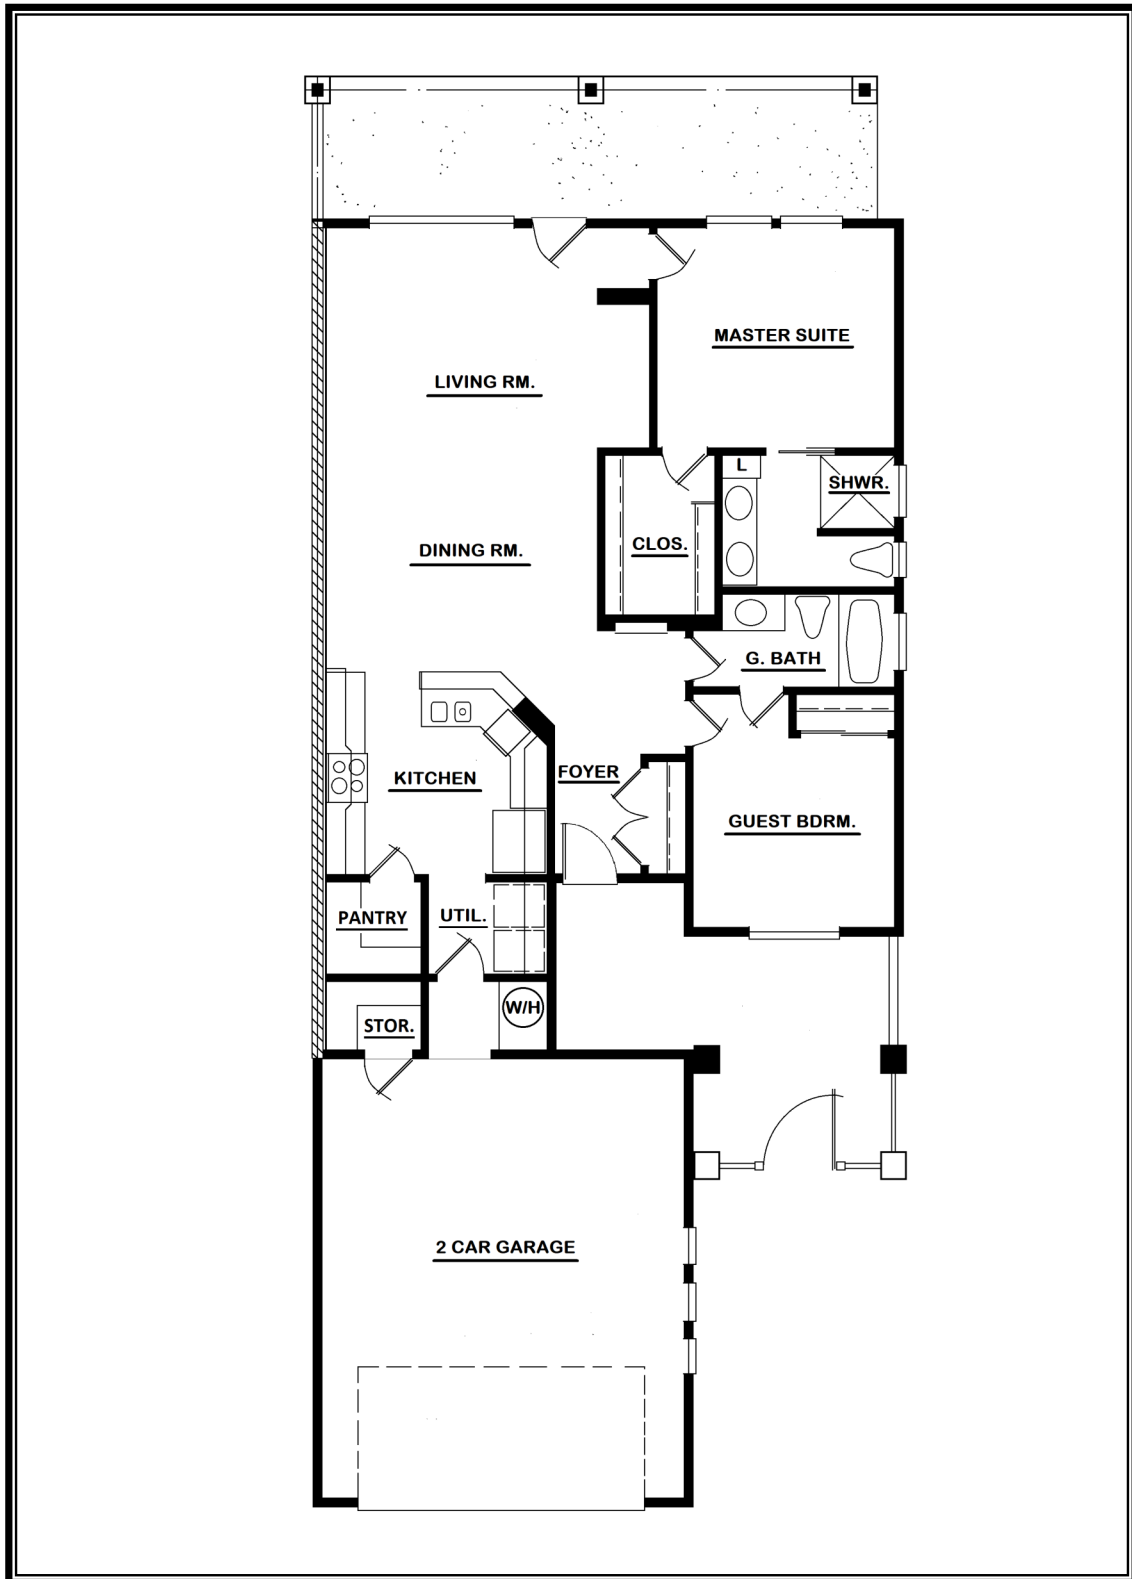 MASTER SUITE
LIVING RM.
L
SHWR.
CLOS.
DINING RM.
G. BATH
FOYER
KITCHEN
GUEST BDRM.
PANTRY
UTIL.
W/H
STOR.
2 CAR GARAGE